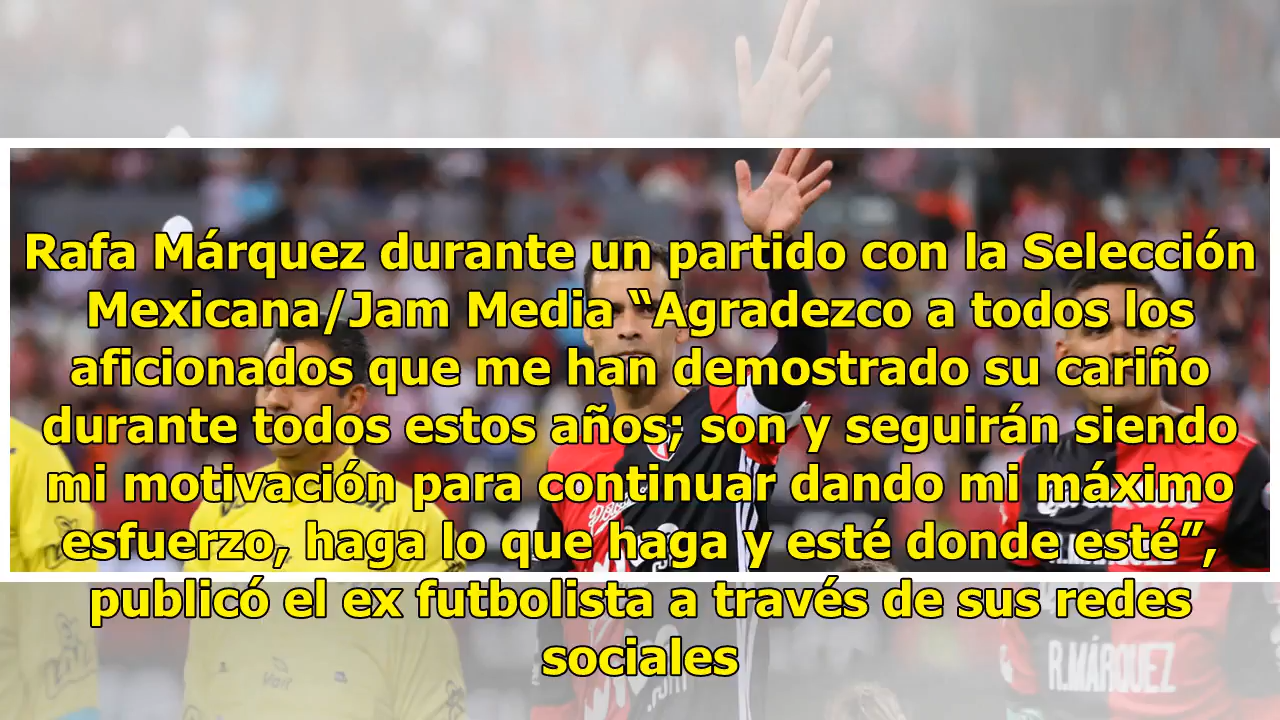 Rafa Márquez durante un partido con la Selección
Mexicana/Jam Media “Agradezco a todos los
aficionados que me han demostrado su cariño
durante todos estos años; son y seguirán siendo
mi motivación para continuar dando mi máximo
esfuerzo, haga lo que haga y esté donde esté”,
publicó el ex futbolista a través de sus redes
sociales
R.MÁRQUEZ